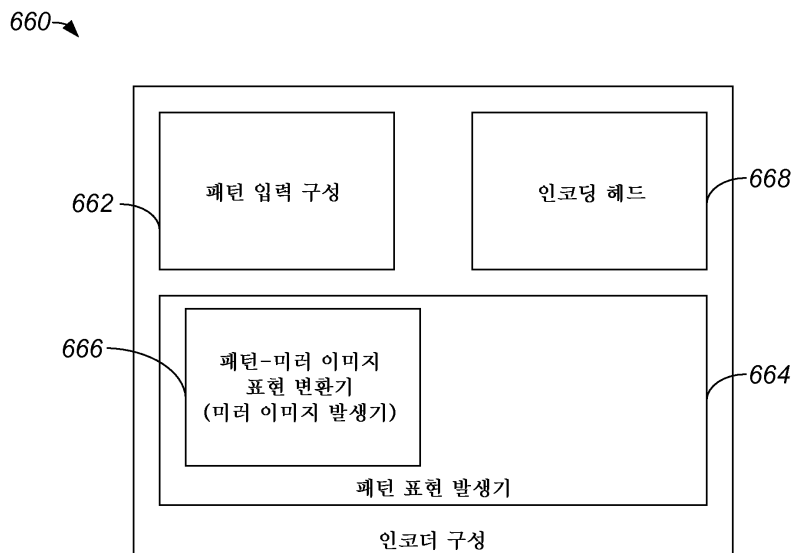 660
패턴 입력 구성
인코딩 헤드
662
668
666
패턴-미러 이미지
표현 변환기
(미러 이미지 발생기)
664
패턴 표현 발생기
인코더 구성